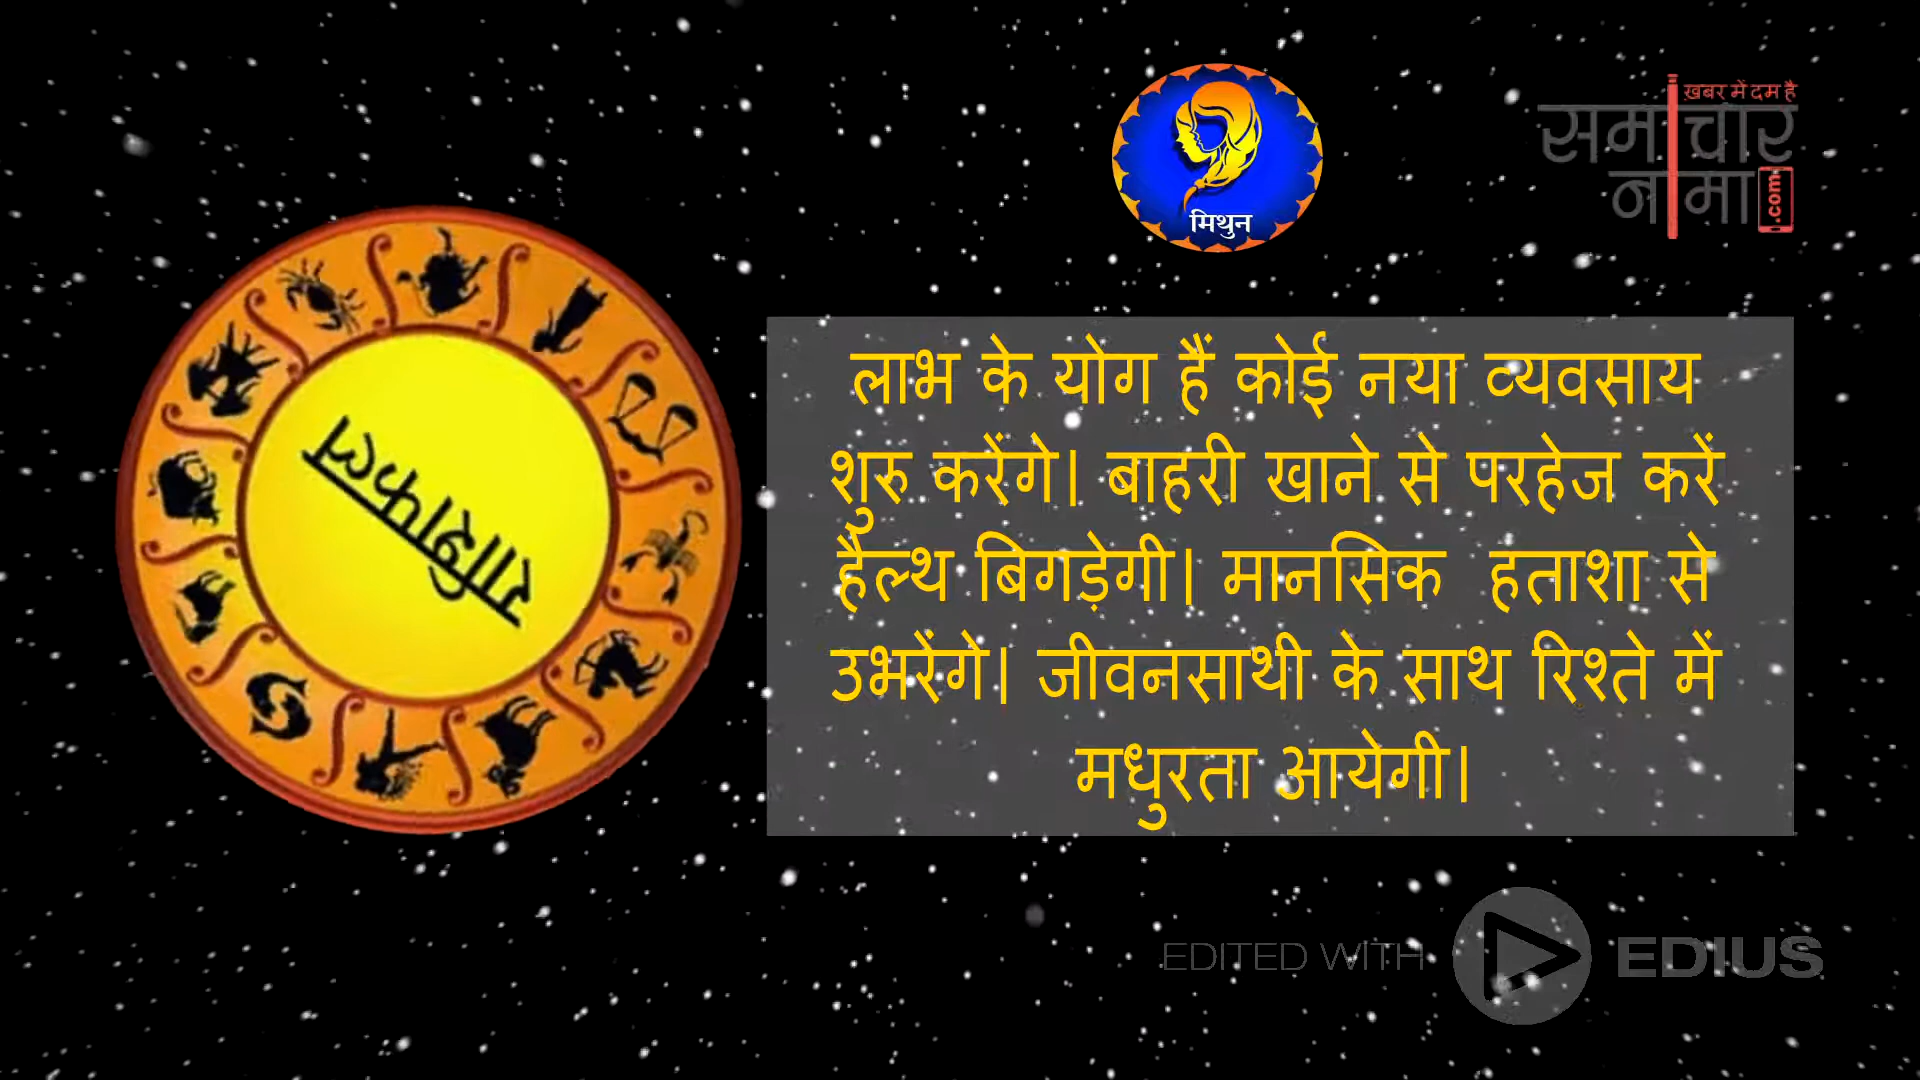 ख़बर में दम है
समाचार
नामा
.com
मिथुन
राशिफल
लाभ के योग हैं कोई नया व्यवसाय
शुरु करेंगे। बाहरी खाने से परहेज करें
हैल्थ बिगड़ेगी। मानसिक  हताशा से
उभरेंगे। जीवनसाथी के साथ रिश्ते में
मधुरता आयेगी।
EDITED WITH EDIUS